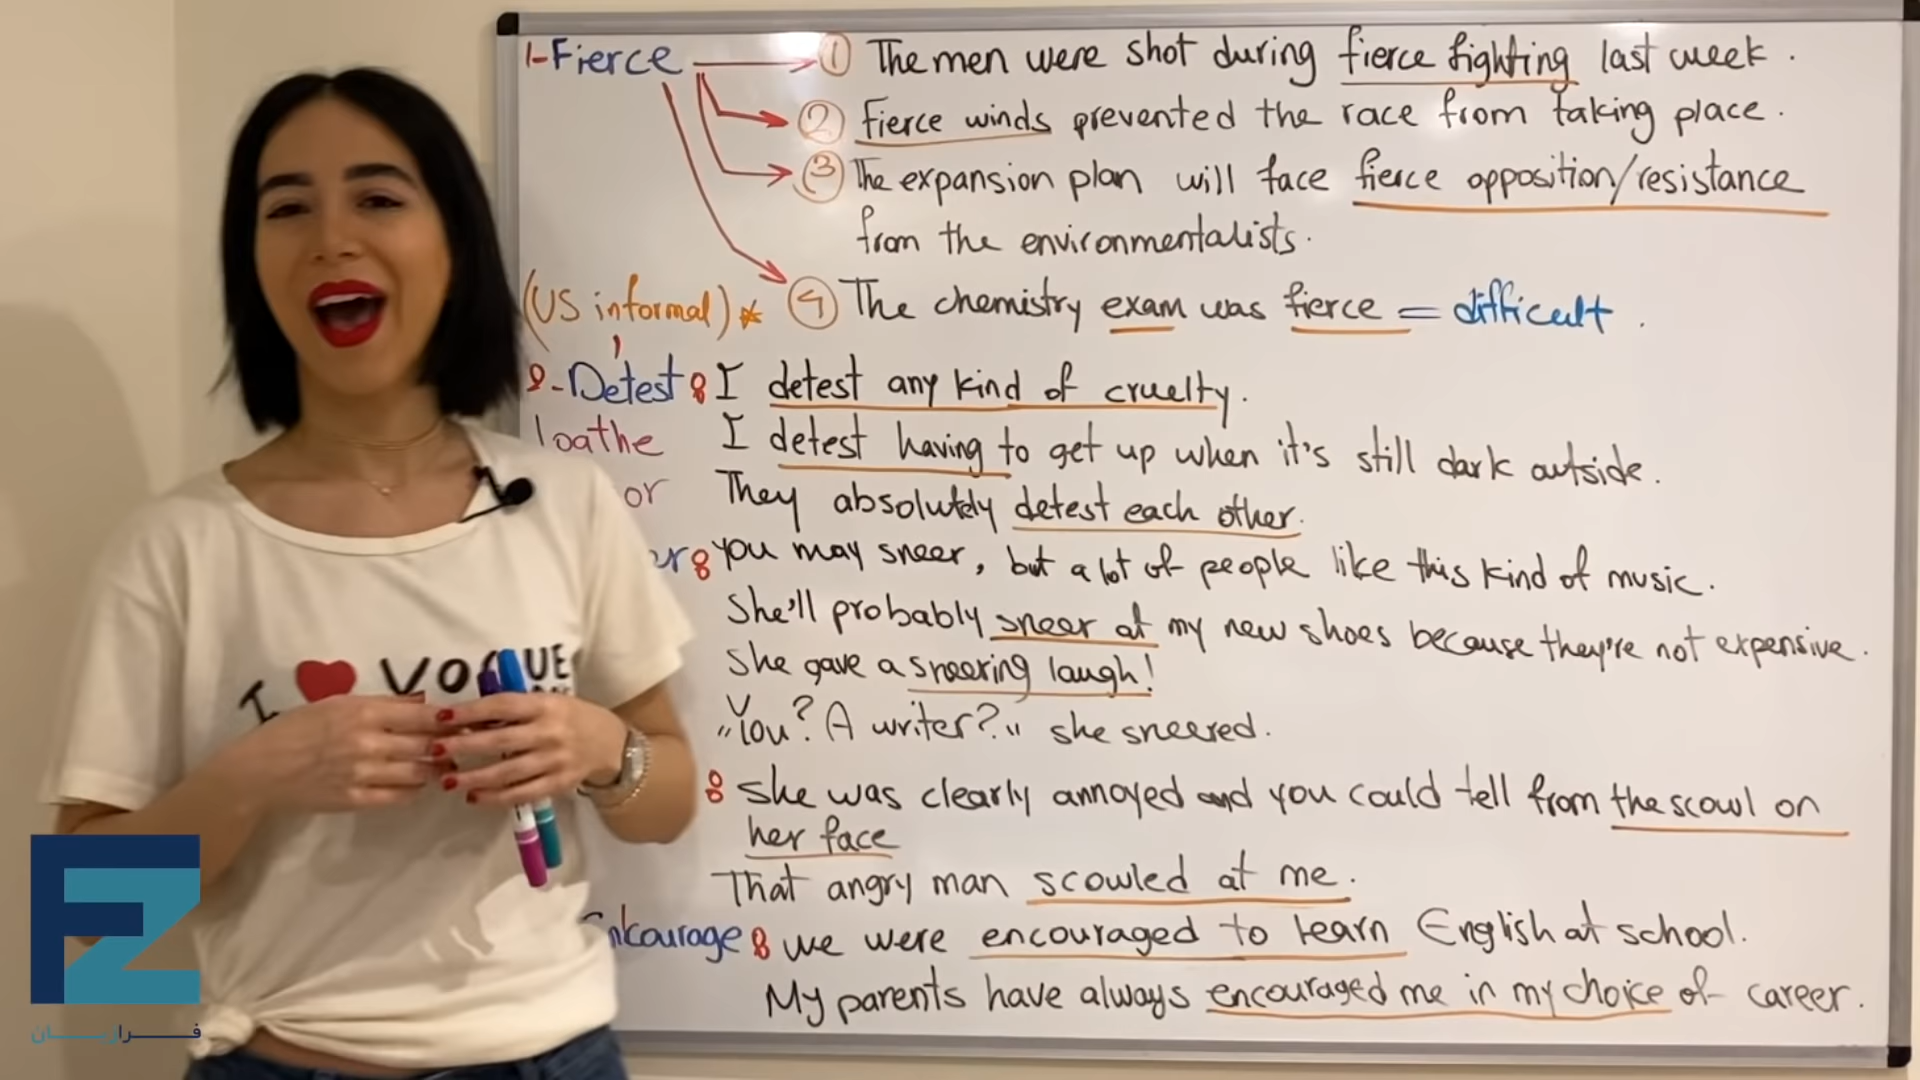 1-Fierce
① The men were shot during fierce fighting last week.
② Fierce winds prevented the race from taking place.
③ The expansion plan will face fierce opposition/resistance
from the environmentalists.
(US informal) * ④ The chemistry exam was fierce = difficult.
2-Detest: I detest any kind of cruelty.
loathe I detest having to get up when it's still dark outside.
or They absolutely detest each other.
er: You may sneer, but a lot of people like this kind of music.
She'll probably sneer at my new shoes because they're not expensive.
She gave a sneering laugh!
"You? A writer?" she sneered.
: She was clearly annoyed and you could tell from the scowl on
her face
That angry man scowled at me.
courage: we were encouraged to learn English at school.
My parents have always encouraged me in my choice of career.
I ❤ VOGUE
FZ
فرازبان